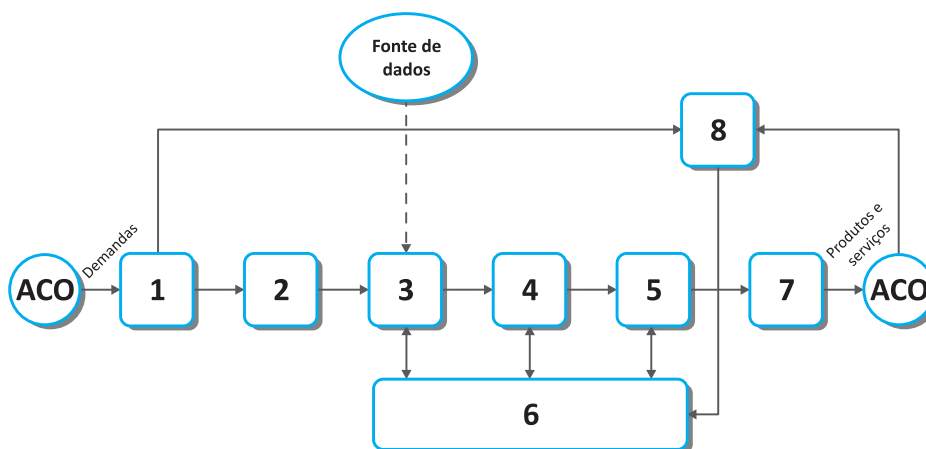 Fonte de
dados
8
Demandas
Produtos e
serviços
ACO
1
2
3
4
5
7
ACO
6